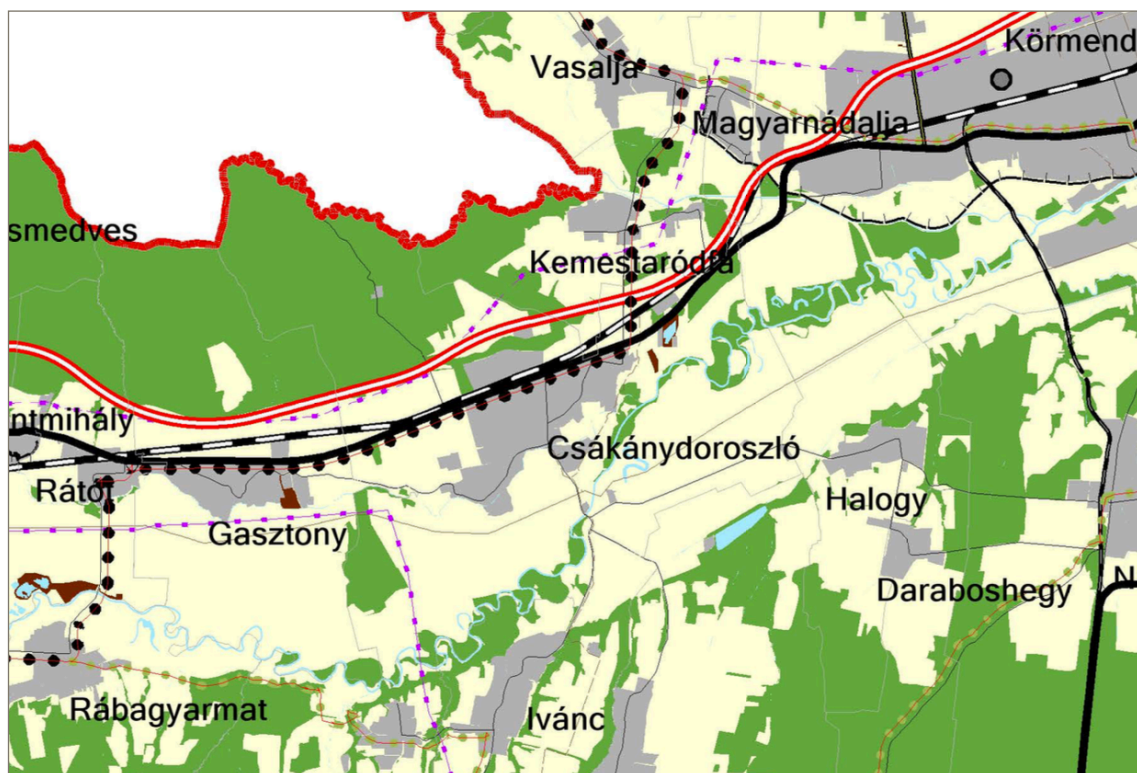 Körmend
Vasalja
Magyarnádalja
smedves
Kemestaródfa
ntmihály
Csákánydoroszló
Rátót
Halogy
Gasztony
Daraboshegy
N
Rábagyarmat
Ivánc